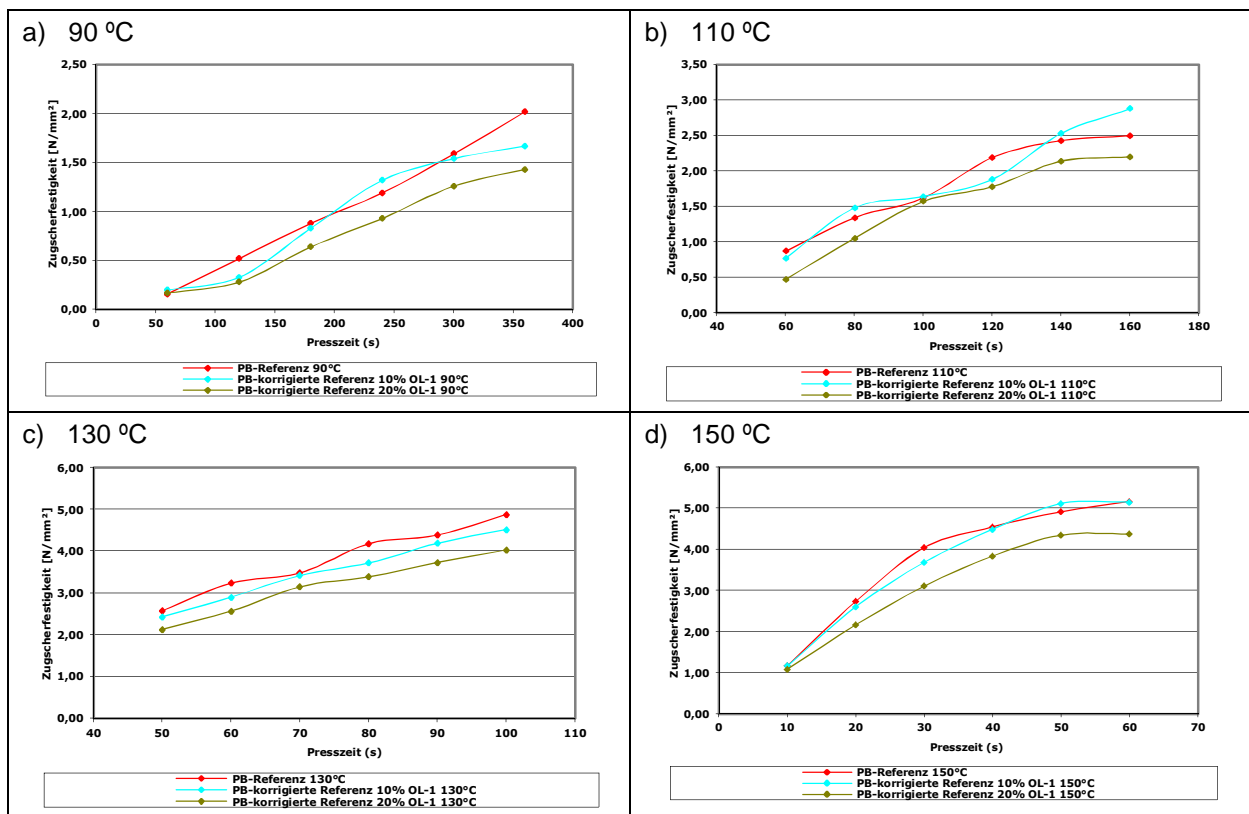 a) 90 ºC
2,50
2,00
1,50
1,00
0,50
0,00
Zugscherfestigkeit [N/mm²]
0 50 100 150 200 250 300 350 400
Presszeit (s)
PB-Referenz 90°C
PB-korrigierte Referenz 10% OL-1 90°C
PB-korrigierte Referenz 20% OL-1 90°C
b) 110 ºC
3,50
3,00
2,50
2,00
1,50
1,00
0,50
0,00
Zugscherfestigkeit [N/mm²]
40 60 80 100 120 140 160 180
Presszeit (s)
PB-Referenz 110°C
PB-korrigierte Referenz 10% OL-1 110°C
PB-korrigierte Referenz 20% OL-1 110°C
c) 130 ºC
6,00
5,00
4,00
3,00
2,00
1,00
0,00
Zugscherfestigkeit [N/mm²]
40 50 60 70 80 90 100 110
Presszeit (s)
PB-Referenz 130°C
PB-korrigierte Referenz 10% OL-1 130°C
PB-korrigierte Referenz 20% OL-1 130°C
d) 150 ºC
6,00
5,00
4,00
3,00
2,00
1,00
0,00
Zugscherfestigkeit [N/mm²]
0 10 20 30 40 50 60 70
Presszeit (s)
PB-Referenz 150°C
PB-korrigierte Referenz 10% OL-1 150°C
PB-korrigierte Referenz 20% OL-1 150°C